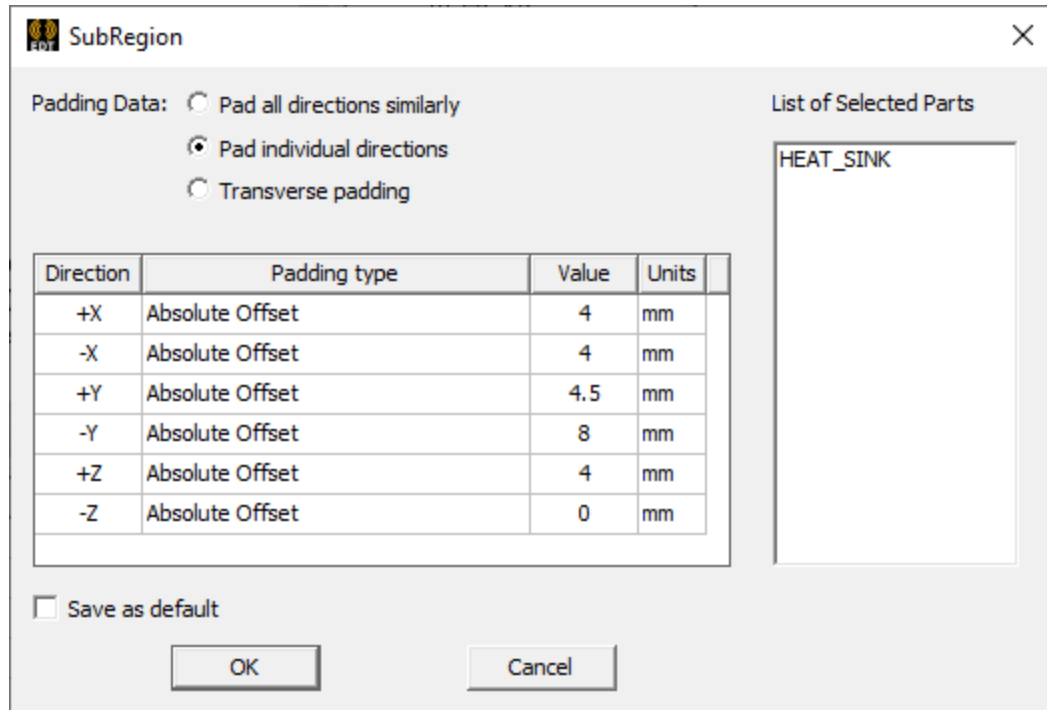 EDT SubRegion
Padding Data: Pad all directions similarly
Pad individual directions
Transverse padding
List of Selected Parts
HEAT_SINK
Direction Padding type Value Units
+X Absolute Offset 4 mm
-X Absolute Offset 4 mm
+Y Absolute Offset 4.5 mm
-Y Absolute Offset 8 mm
+Z Absolute Offset 4 mm
-Z Absolute Offset 0 mm
Save as default
OK Cancel